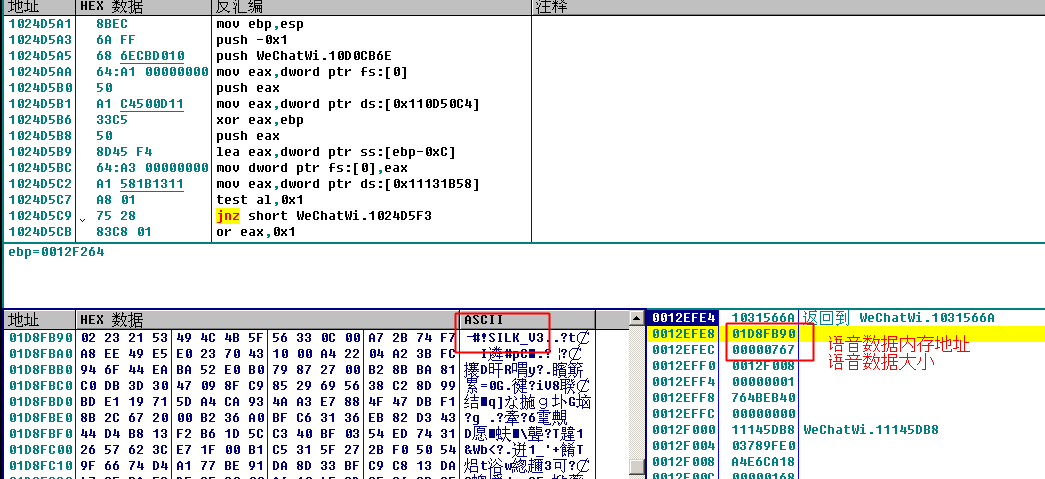 地址 HEX 数据 反汇编 注释
1024D5A1 8BEC mov ebp,esp
1024D5A3 6A FF push -0x1
1024D5A5 68 6ECBD010 push WeChatWi.10D0CB6E
1024D5AA 64:A1 00000000 mov eax,dword ptr fs:[0]
1024D5B0 50 push eax
1024D5B1 A1 C4500D11 mov eax,dword ptr ds:[0x110D50C4]
1024D5B6 33C5 xor eax,ebp
1024D5B8 50 push eax
1024D5B9 8D45 F4 lea eax,dword ptr ss:[ebp-0xC]
1024D5BC 64:A3 00000000 mov dword ptr fs:[0],eax
1024D5C2 A1 581B1311 mov eax,dword ptr ds:[0x11131B58]
1024D5C7 A8 01 test al,0x1
1024D5C9 75 28 jnz short WeChatWi.1024D5F3
1024D5CB 83C8 01 or eax,0x1
ebp=0012F264
地址 HEX 数据 ASCII
01D8FB90 02 23 21 53 49 4C 4B 5F 56 33 0C 00 A7 2B 74 F7 #!SILK_V3..?t
01D8FBA0 A8 EE 49 E5 E0 23 70 43 10 00 A4 22 04 A2 3B FC
01D8FBB0 94 6F 44 EA BA 52 E0 B0 79 87 27 00 B2 8B BA 81
01D8FBC0 C0 DB 3D 30 47 09 8F C9 85 29 69 56 38 C2 8D 99
01D8FBD0 BD E1 19 71 5D A4 CA 93 4A A3 E7 88 4F 47 DB F1
01D8FBE0 8B 2C 67 20 00 B2 36 A0 BF C6 31 36 EB 82 D3 43
01D8FBF0 44 D4 B8 13 F2 B6 1D 5C C3 40 BF 03 54 ED 74 31
01D8FC00 26 57 62 3C E7 1F 00 B1 C5 31 5F 27 2B F0 50 54
01D8FC10 9F 66 74 D4 A1 77 BE 91 DA 8D 33 BF C9 C8 13 DA
0012EFE4 1031566A 返回到 WeChatWi.1031566A
0012EFE8 01D8FB90
语音数据内存地址
0012EFEC 00000767
语音数据大小
0012EFF0 0012F008
0012EFF4 00000001
0012EFF8 764BEB40
0012EFFC 00000000
0012F000 11145DB8 WeChatWi.11145DB8
0012F004 03789FE0
0012F008 A4E6CA18